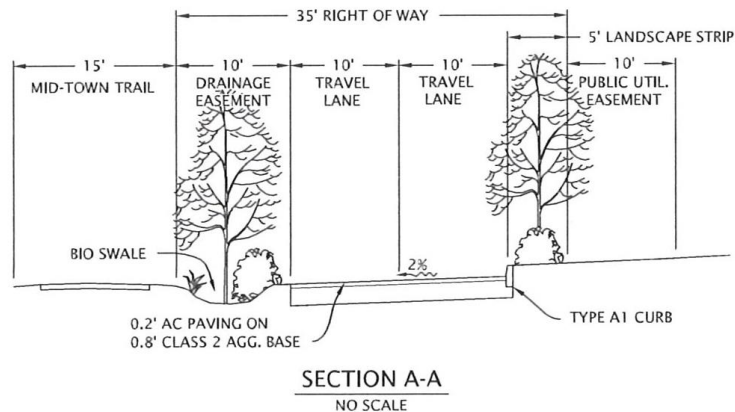 35' RIGHT OF WAY
5' LANDSCAPE STRIP
15'
10'
10'
10'
10'
MID-TOWN TRAIL
DRAINAGE
EASEMENT
TRAVEL
LANE
TRAVEL
LANE
PUBLIC UTIL.
EASEMENT
BIO SWALE
2%
0.2' AC PAVING ON
0.8' CLASS 2 AGG. BASE
TYPE A1 CURB
SECTION A-A
NO SCALE